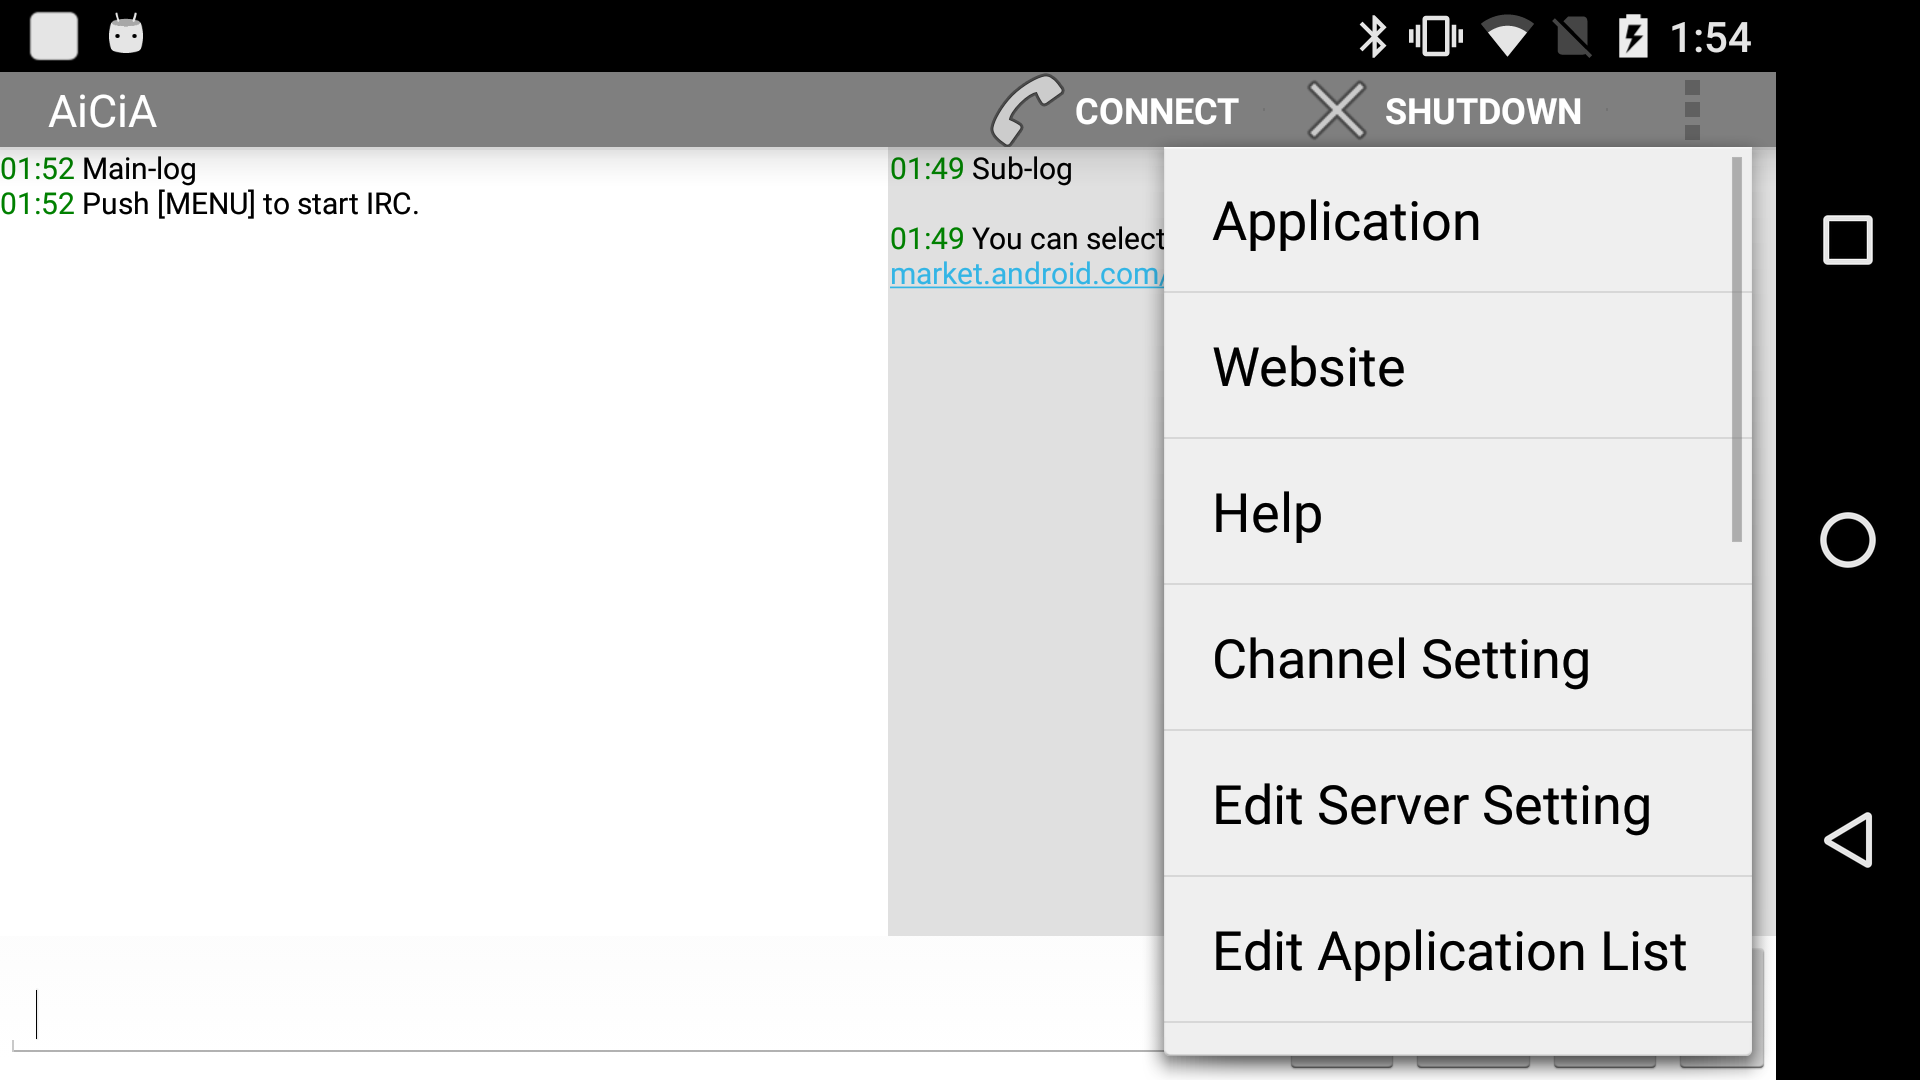 1:54
AiCiA
CONNECT
SHUTDOWN
01:52 Main-log
01:52 Push [MENU] to start IRC.
01:49 Sub-log
01:49 You can select
market.android.com/
Application
Website
Help
Channel Setting
Edit Server Setting
Edit Application List